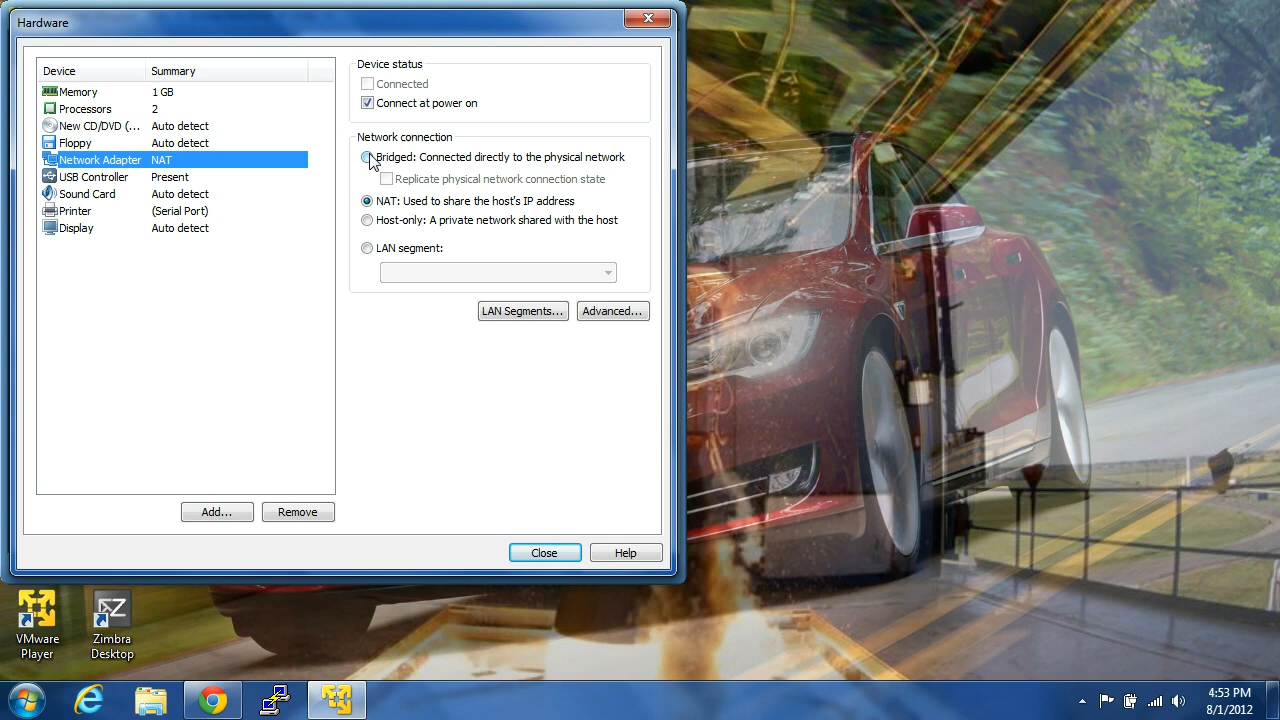 Hardware
Device Summary
Memory 1 GB
Processors 2
New CD/DVD (... Auto detect
Floppy Auto detect
Network Adapter NAT
USB Controller Present
Sound Card Auto detect
Printer (Serial Port)
Display Auto detect
Add... Remove
Device status
Connected
Connect at power on
Network connection
Bridged: Connected directly to the physical network
Replicate physical network connection state
NAT: Used to share the host's IP address
Host-only: A private network shared with the host
LAN segment:
LAN Segments... Advanced...
Close Help
VMware
Player
Zimbra
Desktop
4:53 PM
8/1/2012